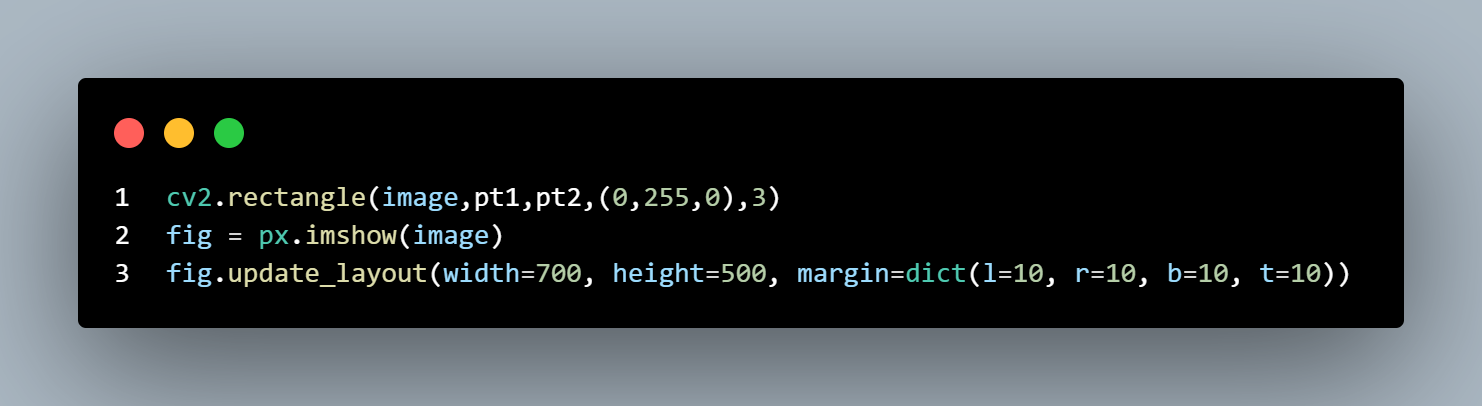 1 cv2.rectangle(image,pt1,pt2,(0,255,0),3)
2 fig = px.imshow(image)
3 fig.update_layout(width=700, height=500, margin=dict(l=10, r=10, b=10, t=10))